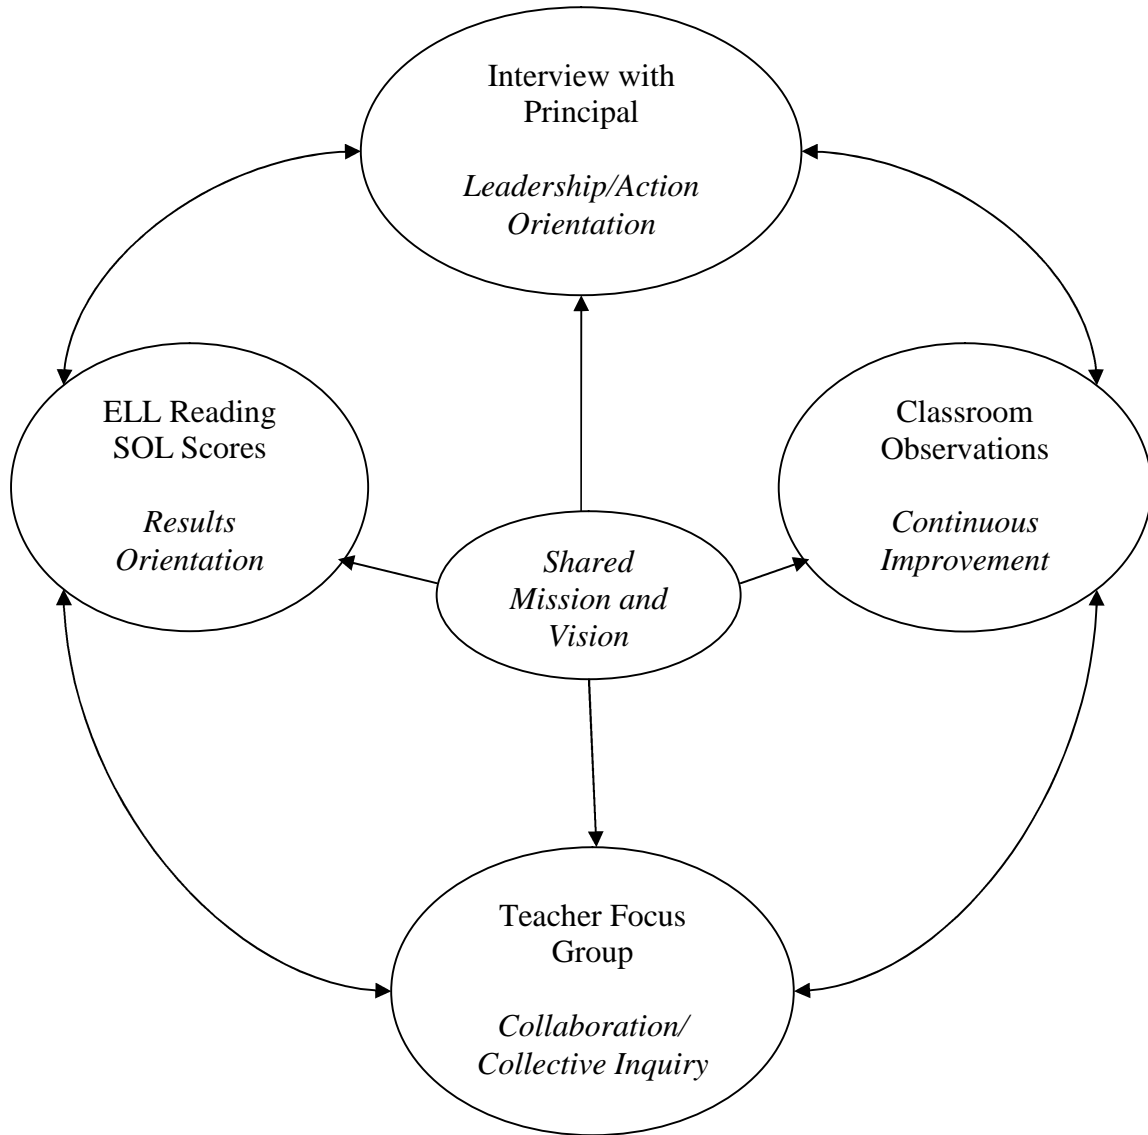 Interview with
Principal
Leadership/Action
Orientation
ELL Reading
SOL Scores
Results
Orientation
Classroom
Observations
Continuous
Improvement
Shared
Mission and
Vision
Teacher Focus
Group
Collaboration/
Collective Inquiry